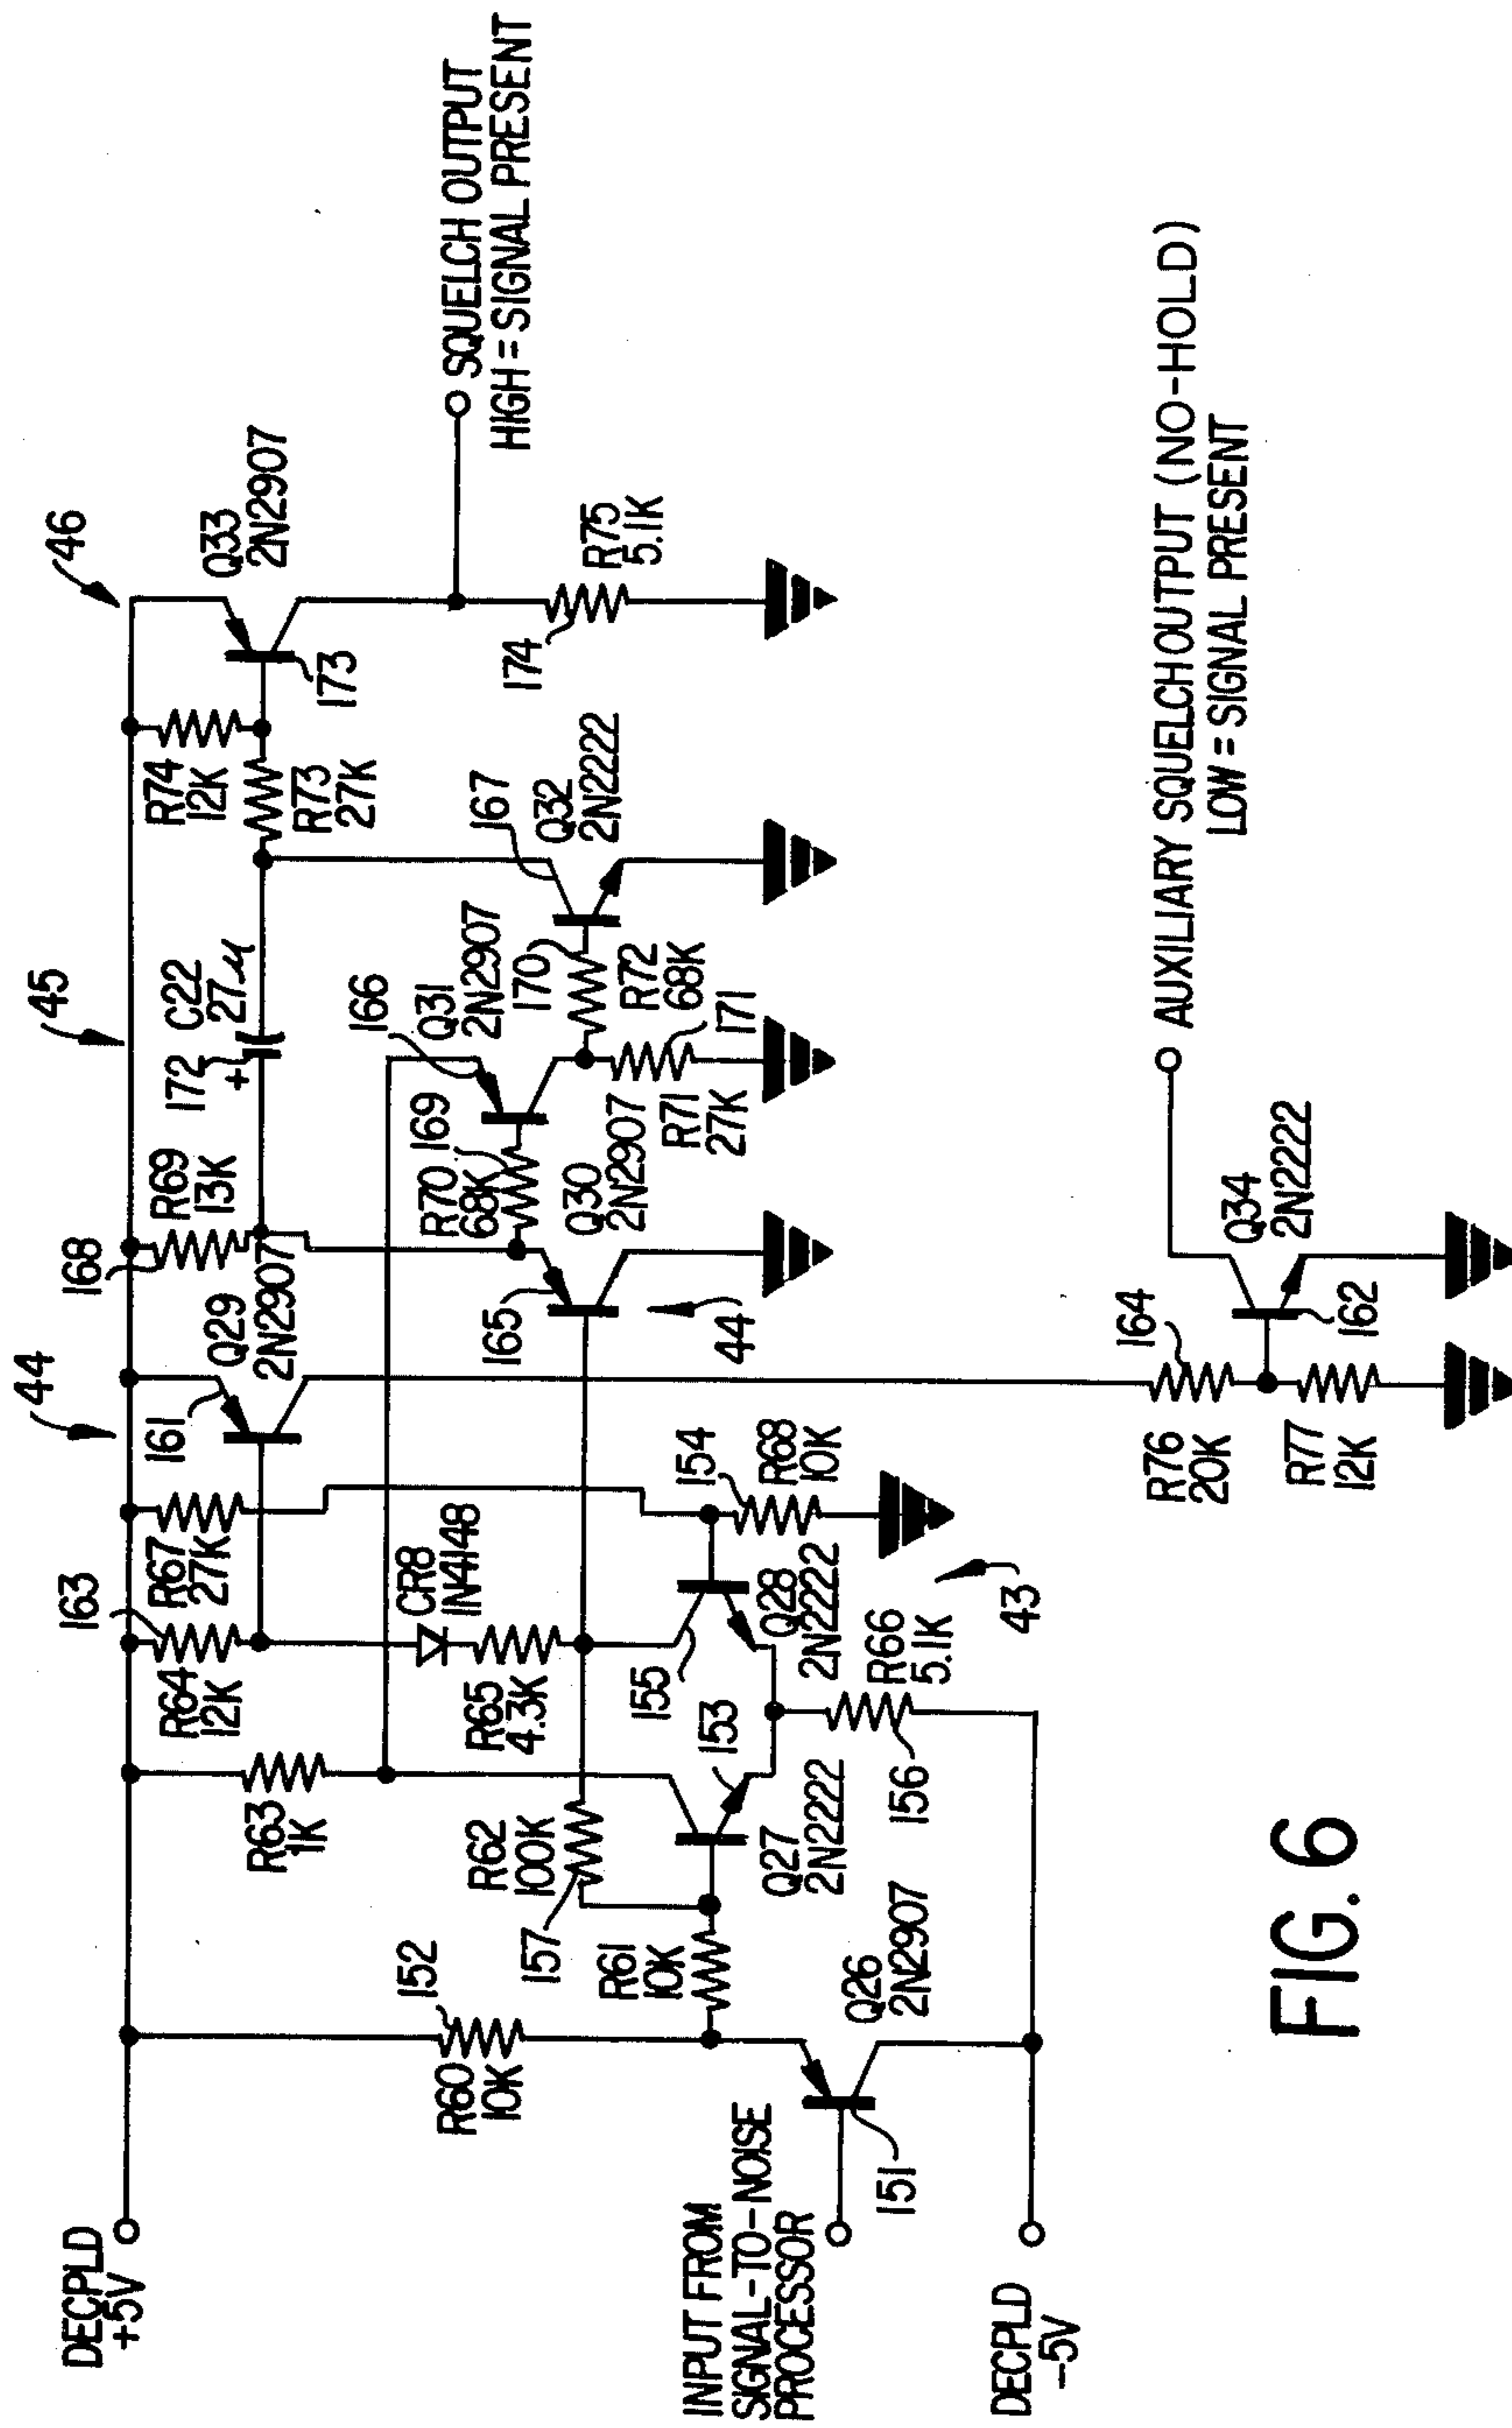 DECPLD
+5V
INPUT FROM
SIGNAL-TO-NOISE
PROCESSOR
DECPLD
-5V
R60
10K
152
151
Q26
2N2907
R61
10K
157
R62
100K
R63
1K
Q27
2N2222
153
156
R66
5.1K
163
R64
12K
R65
4.3K
CR8
1N4148
155
Q28
2N2222
R67
27K
154
R68
10K
43
44
161
Q29
2N2907
168
R69
13K
165
44
Q30
2N2907
R70
68K
169
166
Q31
2N2907
R71
27K
171
170
R72
68K
45
172
C22
27μ
+
167
Q32
2N2222
R73
27K
R74
12K
46
Q33
2N2907
173
174
R75
5.1K
SQUELCH OUTPUT
HIGH = SIGNAL PRESENT
R76
20K
164
R77
12K
162
Q34
2N2222
AUXILIARY SQUELCH OUTPUT (NO-HOLD)
LOW = SIGNAL PRESENT
FIG. 6